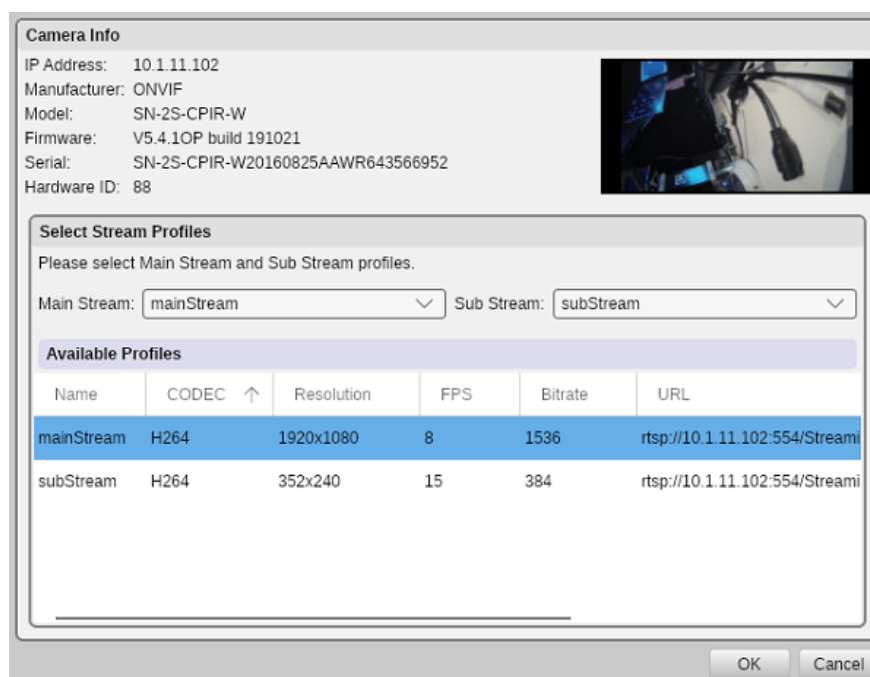 Camera Info
IP Address: 10.1.11.102
Manufacturer: ONVIF
Model: SN-2S-CPIR-W
Firmware: V5.4.1OP build 191021
Serial: SN-2S-CPIR-W20160825AAWR643566952
Hardware ID: 88
Select Stream Profiles
Please select Main Stream and Sub Stream profiles.
Main Stream: mainStream Sub Stream: subStream
Available Profiles
Name CODEC Resolution FPS Bitrate URL
mainStream H264 1920x1080 8 1536 rtsp://10.1.11.102:554/Streami
subStream H264 352x240 15 384 rtsp://10.1.11.102:554/Streami
OK Cancel